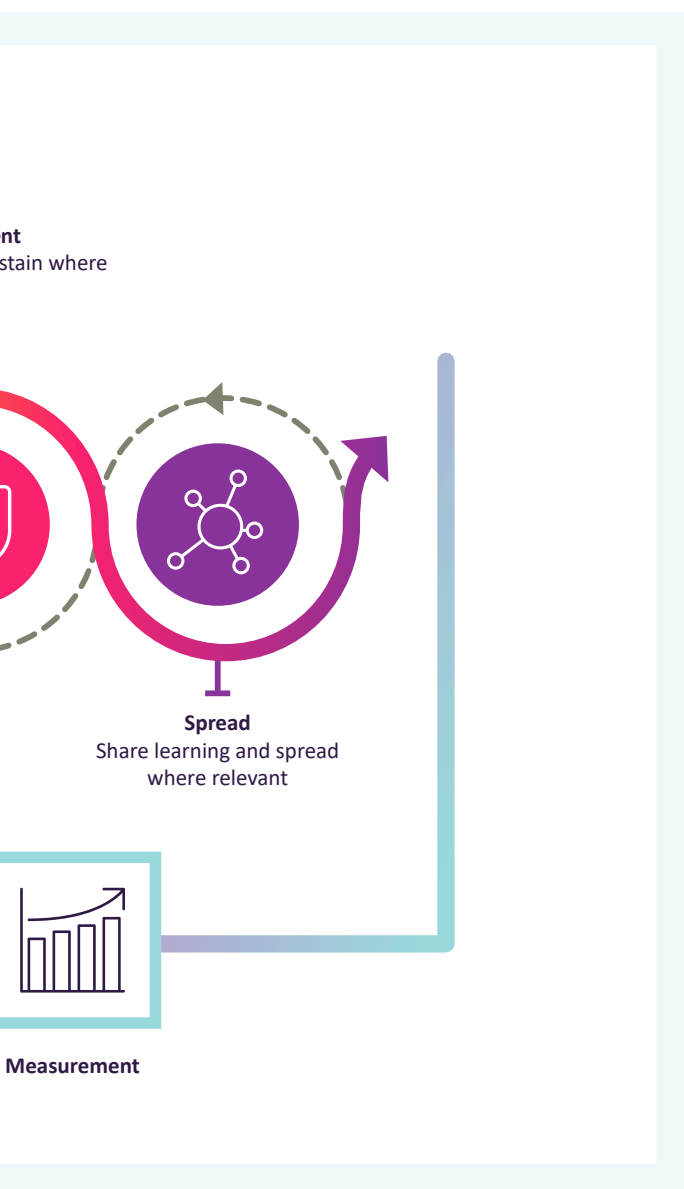 nt
stain where
Spread
Share learning and spread
where relevant
Measurement